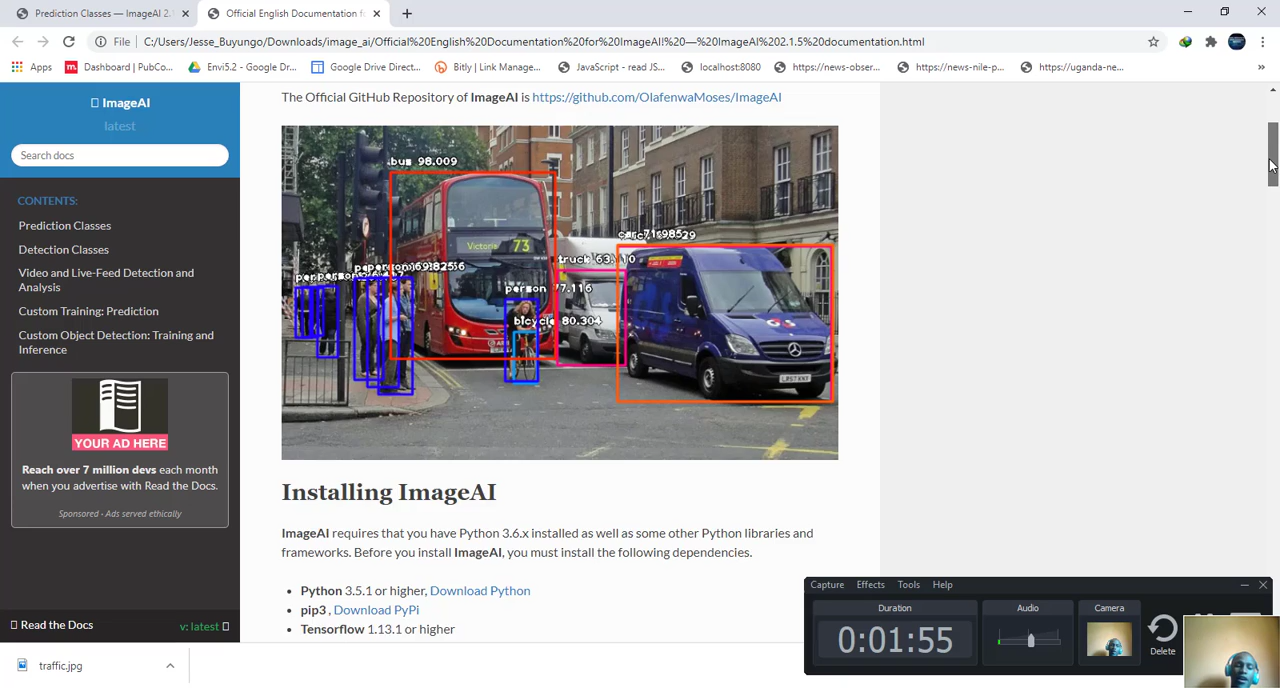 Prediction Classes — ImageAI 2.1
Official English Documentation fo
File
C:/Users/Jesse_Buyungo/Downloads/image_ai/Official%20English%20Documentation%20for%20ImageAI!%20—%20ImageAI%202.1.5%20documentation.html
Apps
Dashboard | PubCo...
Envi5.2 - Google Dr...
Google Drive Direct...
Bitly | Link Manage...
JavaScript - read JS...
localhost:8080
https://news-obser...
https://news-nile-p...
https://uganda-ne...
»
ImageAI
latest
Search docs
CONTENTS:
Prediction Classes
Detection Classes
Video and Live-Feed Detection and
Analysis
Custom Training: Prediction
Custom Object Detection: Training and
Inference
YOUR AD HERE
Reach over 7 million devs each month
when you advertise with Read the Docs.
Sponsored - Ads served ethically
Read the Docs
v: latest
The Official GitHub Repository of ImageAI is https://github.com/OlafenwaMoses/ImageAI
bus 98.009
Victoria 73
person 77.116
bicycle 80.304
Installing ImageAI
ImageAI requires that you have Python 3.6.x installed as well as some other Python libraries and
frameworks. Before you install ImageAI, you must install the following dependencies.
Python 3.5.1 or higher, Download Python
pip3 , Download PyPi
Tensorflow 1.13.1 or higher
Capture Effects Tools Help
Duration
0:01:55
Audio
Camera
Delete
traffic.jpg